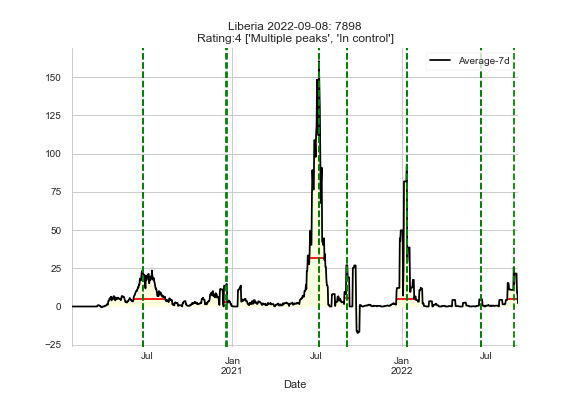 Liberia 2022-09-08: 7898
Rating:4 ['Multiple peaks', 'In control']
Average-7d
150
125
100
75
50
25
0
−25
Jul
Jan
2021
Jul
Jan
2022
Jul
Date